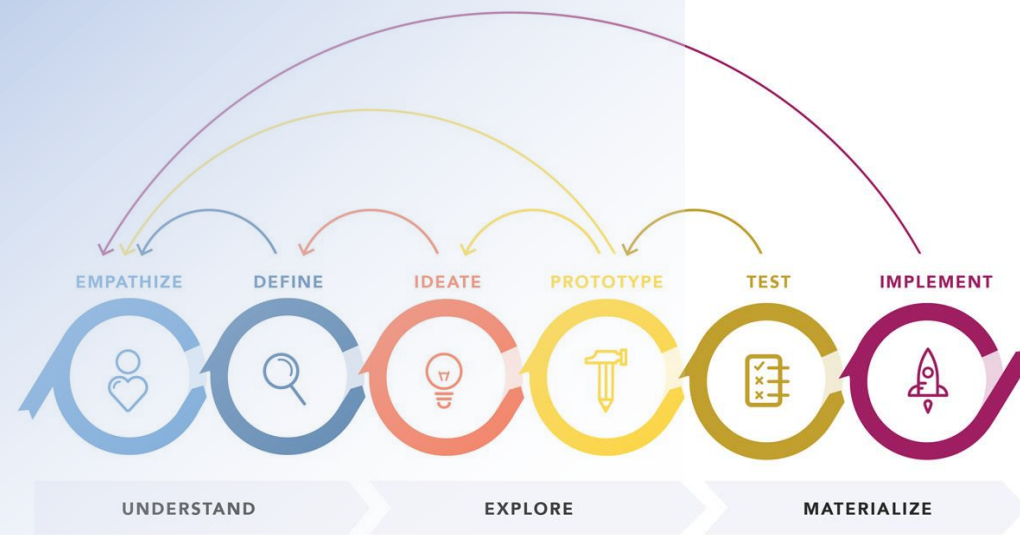 EMPATHIZE
DEFINE
IDEATE
PROTOTYPE
TEST
IMPLEMENT
UNDERSTAND
EXPLORE
MATERIALIZE